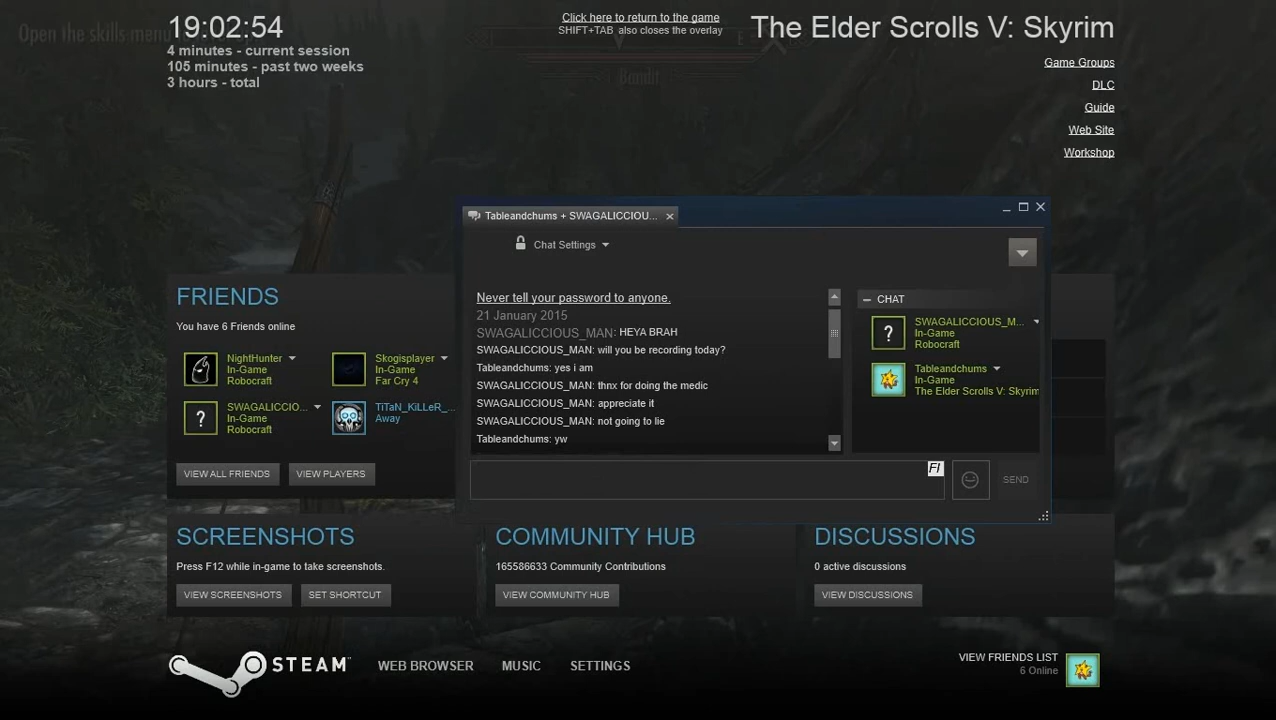 Open the skills menu
19:02:54
4 minutes - current session
105 minutes - past two weeks
3 hours - total
Click here to return to the game
SHIFT+TAB also closes the overlay
E
Bandit
The Elder Scrolls V: Skyrim
Game Groups
DLC
Guide
Web Site
Workshop
Tableandchums + SWAGALICCIOU...
Chat Settings
Never tell your password to anyone.
21 January 2015
SWAGALICCIOUS_MAN: HEYA BRAH
SWAGALICCIOUS_MAN: will you be recording today?
Tableandchums: yes i am
SWAGALICCIOUS_MAN: thnx for doing the medic
SWAGALICCIOUS_MAN: appreciate it
SWAGALICCIOUS_MAN: not going to lie
Tableandchums: yw
FI
SEND
CHAT
SWAGALICCIOUS_M...
In-Game
Robocraft
Tableandchums
In-Game
The Elder Scrolls V: Skyrim
FRIENDS
You have 6 Friends online
NightHunter
In-Game
Robocraft
Skogisplayer
In-Game
Far Cry 4
SWAGALICCIO...
In-Game
Robocraft
TiTaN_KiLLeR_...
Away
VIEW ALL FRIENDS
VIEW PLAYERS
SCREENSHOTS
Press F12 while in-game to take screenshots.
VIEW SCREENSHOTS
SET SHORTCUT
COMMUNITY HUB
165586633 Community Contributions
VIEW COMMUNITY HUB
DISCUSSIONS
0 active discussions
VIEW DISCUSSIONS
STEAM™
WEB BROWSER
MUSIC
SETTINGS
VIEW FRIENDS LIST
6 Online